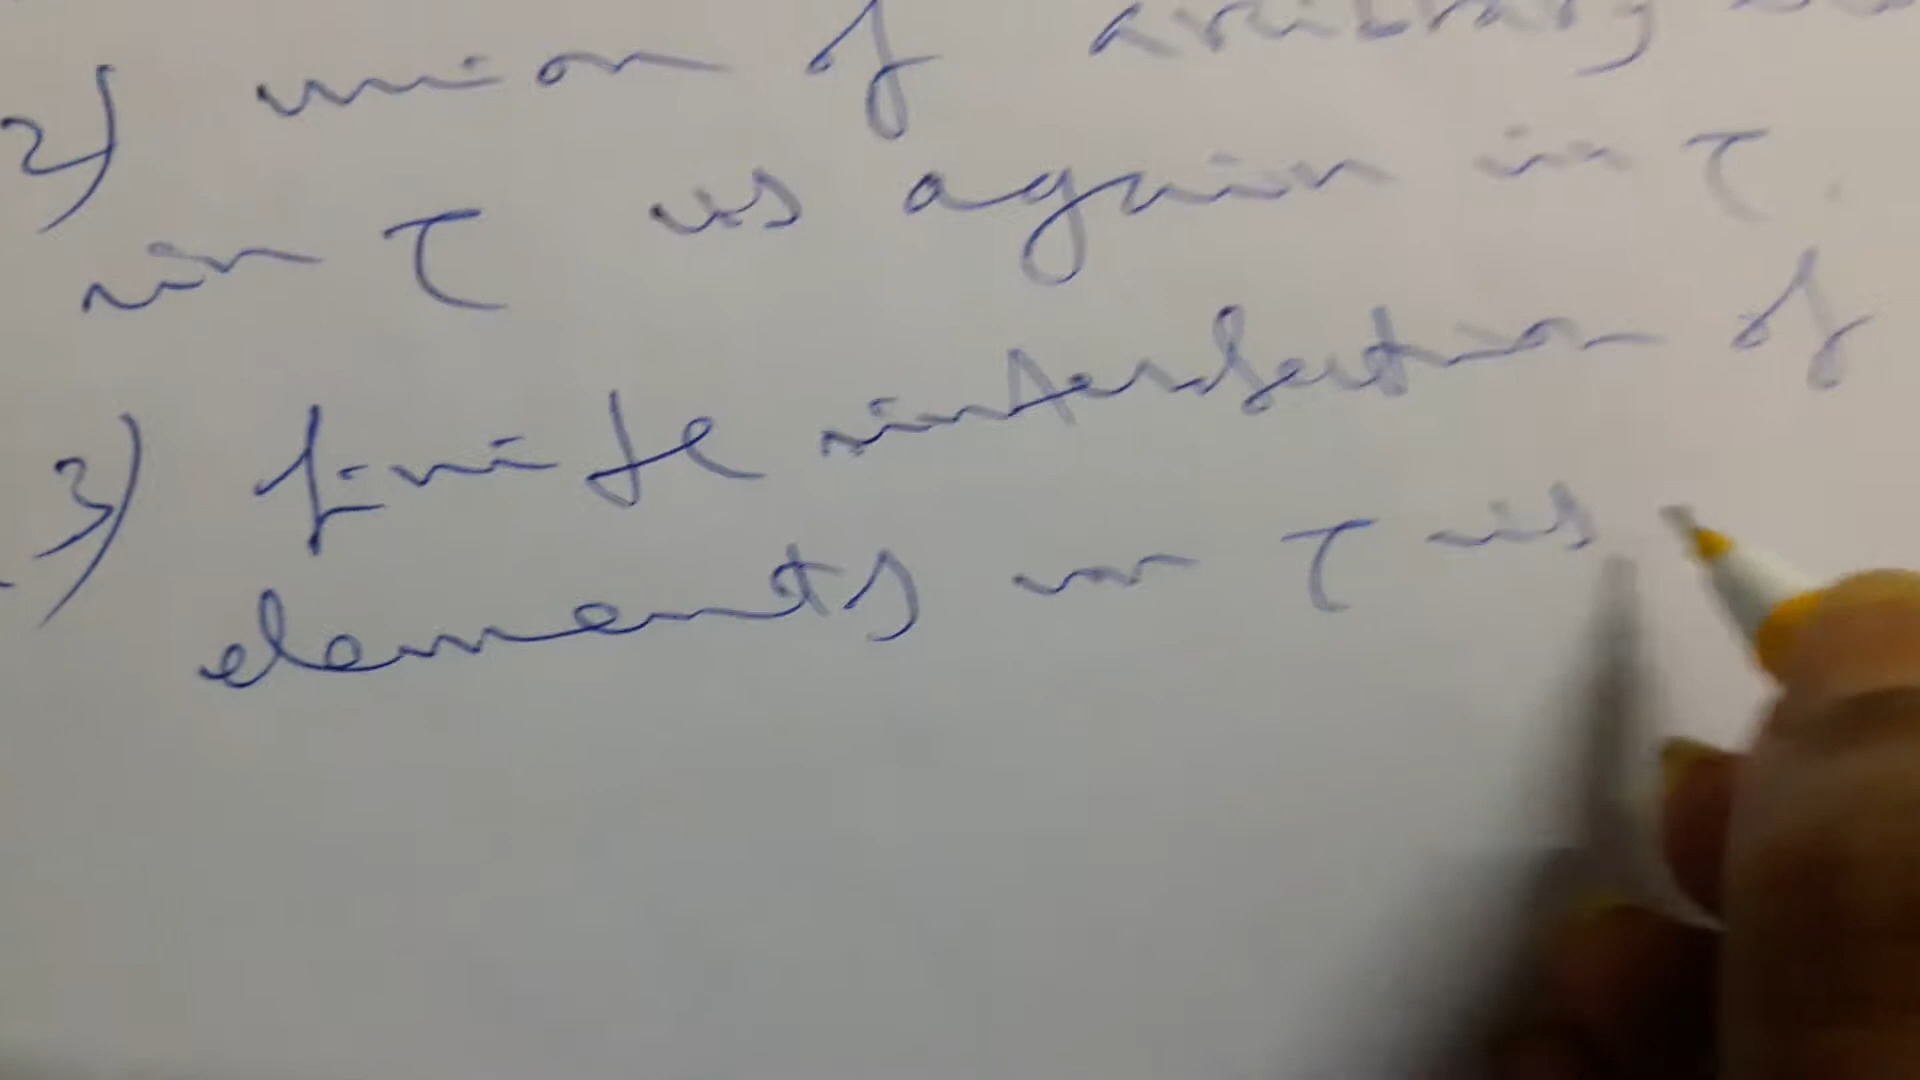 2) union of arbitrary
in τ is again in τ.
3) finite intersection of
elements in τ is